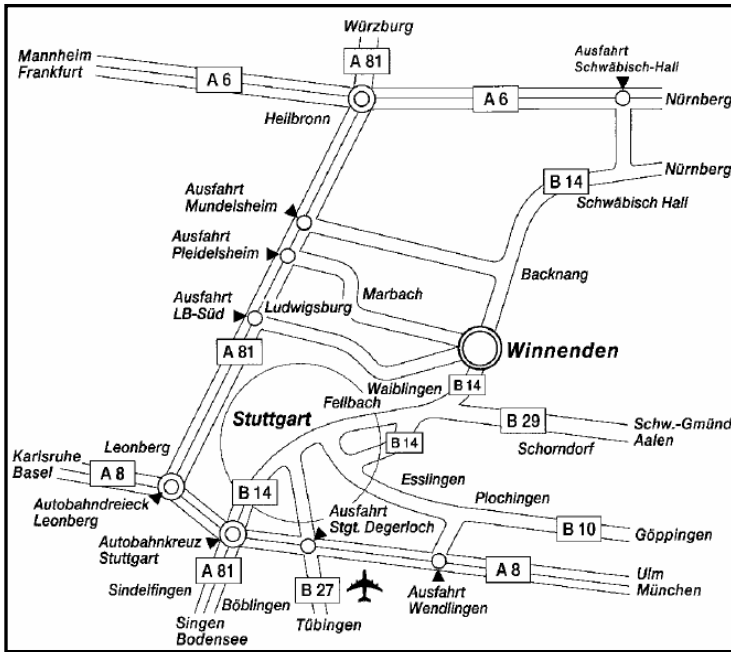 Würzburg
Mannheim
Frankfurt
A 6
A 81
Ausfahrt
Schwäbisch-Hall
A 6
Nürnberg
Heilbronn
Nürnberg
B 14
Schwäbisch Hall
Ausfahrt
Mundelsheim
Ausfahrt
Pleidelsheim
Backnang
Marbach
Ausfahrt
LB-Süd
Ludwigsburg
A 81
Winnenden
Waiblingen
B 14
Fellbach
Stuttgart
B 29
Schw.-Gmünd
Aalen
Schorndorf
B 14
Leonberg
Karlsruhe
Basel
A 8
Autobahndreieck
Leonberg
B 14
Esslingen
Plochingen
Ausfahrt
Stgt. Degerloch
B 10
Göppingen
Autobahnkreuz
Stuttgart
A 81
Sindelfingen
Böblingen
Singen
Bodensee
B 27
Tübingen
Ausfahrt
Wendlingen
A 8
Ulm
München